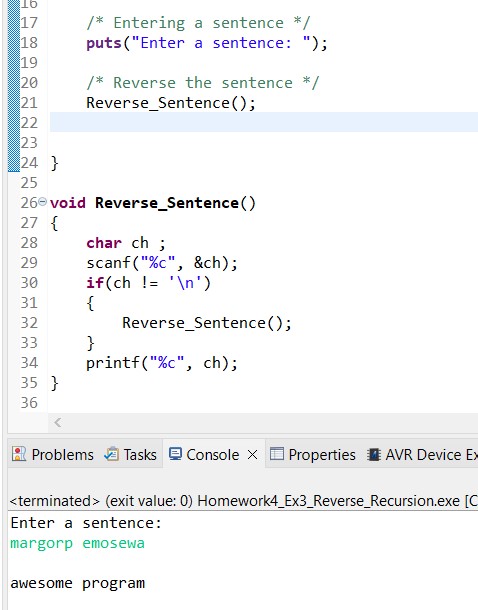 16
17 /* Entering a sentence */
18 puts("Enter a sentence: ");
19
20 /* Reverse the sentence */
21 Reverse_Sentence();
22
23
24 }
25
26 void Reverse_Sentence()
27 {
28 char ch ;
29 scanf("%c", &ch);
30 if(ch != '\n')
31 {
32 Reverse_Sentence();
33 }
34 printf("%c", ch);
35 }
36
Problems Tasks Console Properties AVR Device Ex
<terminated> (exit value: 0) Homework4_Ex3_Reverse_Recursion.exe [C
Enter a sentence:
margorp emosewa
awesome program